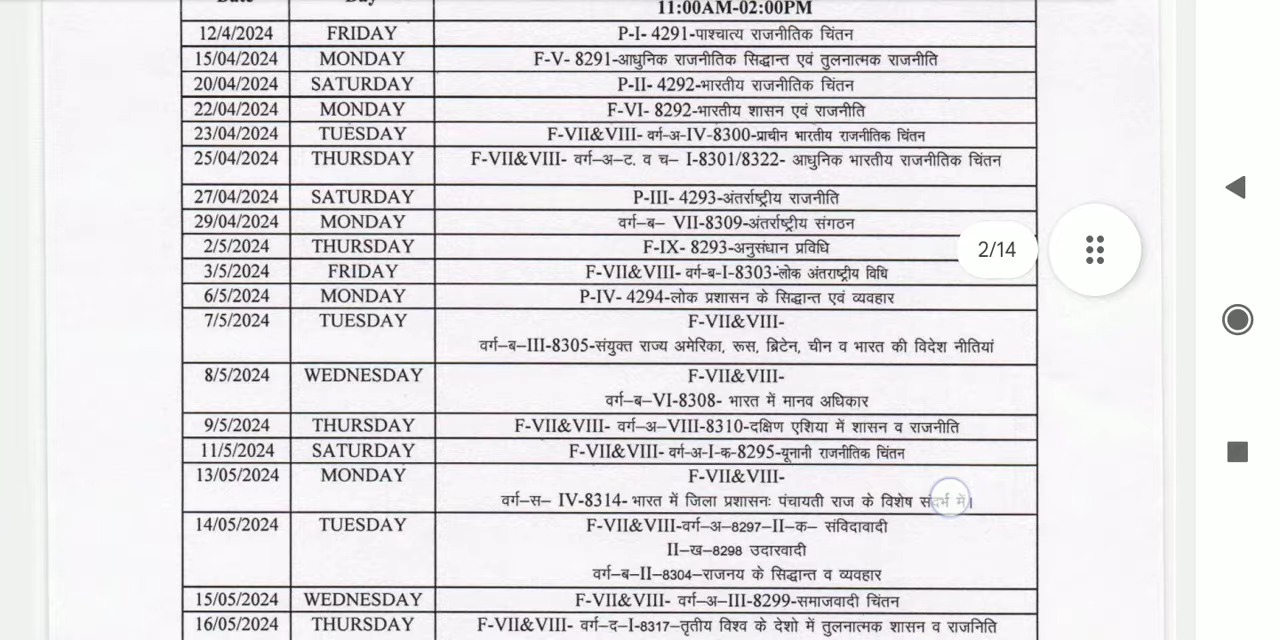 11:00AM-02:00PM
12/4/2024 FRIDAY P-I- 4291-पाश्चात्य राजनीतिक चिंतन
15/04/2024 MONDAY F-V- 8291-आधुनिक राजनीतिक सिद्धान्त एवं तुलनात्मक राजनीति
20/04/2024 SATURDAY P-II- 4292-भारतीय राजनीतिक चिंतन
22/04/2024 MONDAY F-VI- 8292-भारतीय शासन एवं राजनीति
23/04/2024 TUESDAY F-VII&VIII- वर्ग-अ-IV-8300-प्राचीन भारतीय राजनीतिक चिंतन
25/04/2024 THURSDAY F-VII&VIII- वर्ग–अ–ट. व च– I-8301/8322- आधुनिक भारतीय राजनीतिक चिंतन
27/04/2024 SATURDAY P-III- 4293-अंतर्राष्ट्रीय राजनीति
29/04/2024 MONDAY वर्ग–ब– VII-8309-अंतर्राष्ट्रीय संगठन
2/5/2024 THURSDAY F-IX- 8293-अनुसंधान प्रविधि
2/14
3/5/2024 FRIDAY F-VII&VIII- वर्ग-ब-I-8303-लोक अंतराष्ट्रीय विधि
6/5/2024 MONDAY P-IV- 4294-लोक प्रशासन के सिद्धान्त एवं व्यवहार
7/5/2024 TUESDAY F-VII&VIII-
वर्ग–ब–III-8305-संयुक्त राज्य अमेरिका, रूस, ब्रिटेन, चीन व भारत की विदेश नीतियां
8/5/2024 WEDNESDAY F-VII&VIII-
वर्ग–ब–VI-8308- भारत में मानव अधिकार
9/5/2024 THURSDAY F-VII&VIII- वर्ग–अ–VIII-8310-दक्षिण एशिया में शासन व राजनीति
11/5/2024 SATURDAY F-VII&VIII- वर्ग-अ-I-क-8295-यूनानी राजनीतिक चिंतन
13/05/2024 MONDAY F-VII&VIII-
वर्ग–स– IV-8314- भारत में जिला प्रशासनः पंचायती राज के विशेष संदर्भ में।
14/05/2024 TUESDAY F-VII&VIII-वर्ग–अ–8297–II–क– संविदावादी
II–ख–8298 उदारवादी
वर्ग–ब–II–8304–राजनय के सिद्धान्त व व्यवहार
15/05/2024 WEDNESDAY F-VII&VIII- वर्ग–अ–III-8299-समाजवादी चिंतन
16/05/2024 THURSDAY F-VII&VIII- वर्ग–द–I-8317–तृतीय विश्व के देशो में तुलनात्मक शासन व राजनिति